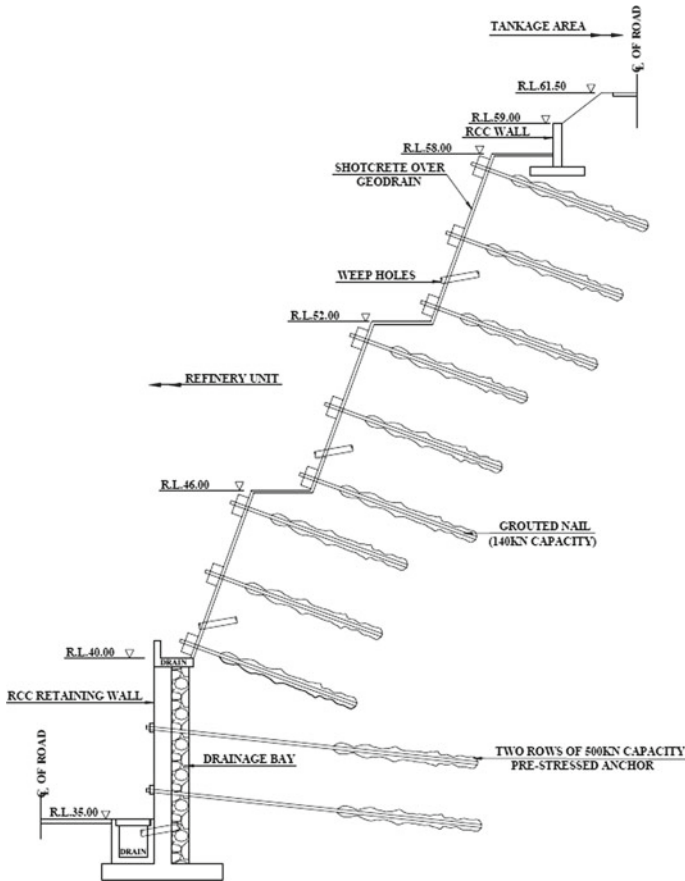 TANKAGE AREA
℄ OF ROAD
R.L.61.50
R.L.59.00
RCC WALL
R.L.58.00
SHOTCRETE OVER
GEODRAIN
WEEP HOLES
R.L.52.00
REFINERY UNIT
R.L.46.00
GROUTED NAIL
(140KN CAPACITY)
R.L.40.00
DRAIN
RCC RETAINING WALL
℄ OF ROAD
DRAINAGE BAY
TWO ROWS OF 500KN CAPACITY
PRE-STRESSED ANCHOR
R.L.35.00
DRAIN